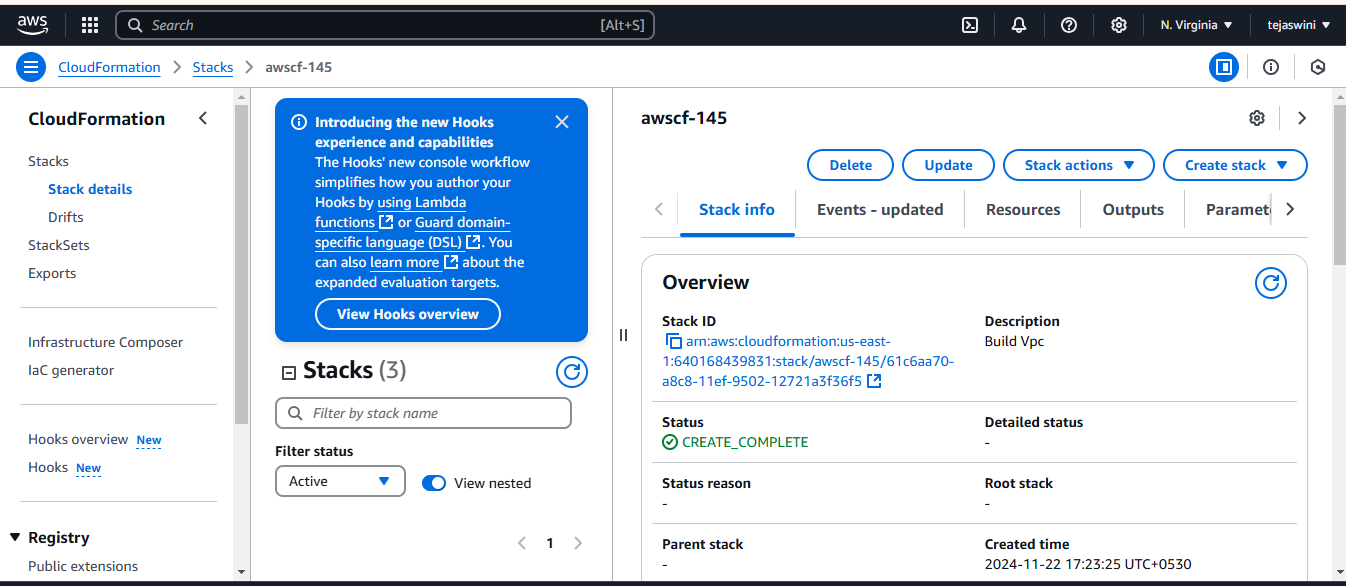 aws
Search [Alt+S]
N. Virginia
tejaswini
CloudFormation
Stacks
awscf-145
CloudFormation
Stacks
Stack details
Drifts
StackSets
Exports
Infrastructure Composer
IaC generator
Hooks overview New
Hooks New
Registry
Public extensions
Introducing the new Hooks
experience and capabilities
The Hooks' new console workflow
simplifies how you author your
Hooks by using Lambda
functions or Guard domain-
specific language (DSL). You
can also learn more about the
expanded evaluation targets.
View Hooks overview
Stacks (3)
Filter by stack name
Filter status
Active
View nested
1
awscf-145
Delete
Update
Stack actions
Create stack
Stack info
Events - updated
Resources
Outputs
Paramet
Overview
Stack ID
arn:aws:cloudformation:us-east-
1:640168439831:stack/awscf-145/61c6aa70-
a8c8-11ef-9502-12721a3f36f5
Description
Build Vpc
Status
CREATE_COMPLETE
Detailed status
-
Status reason
-
Root stack
-
Parent stack
-
Created time
2024-11-22 17:23:25 UTC+0530